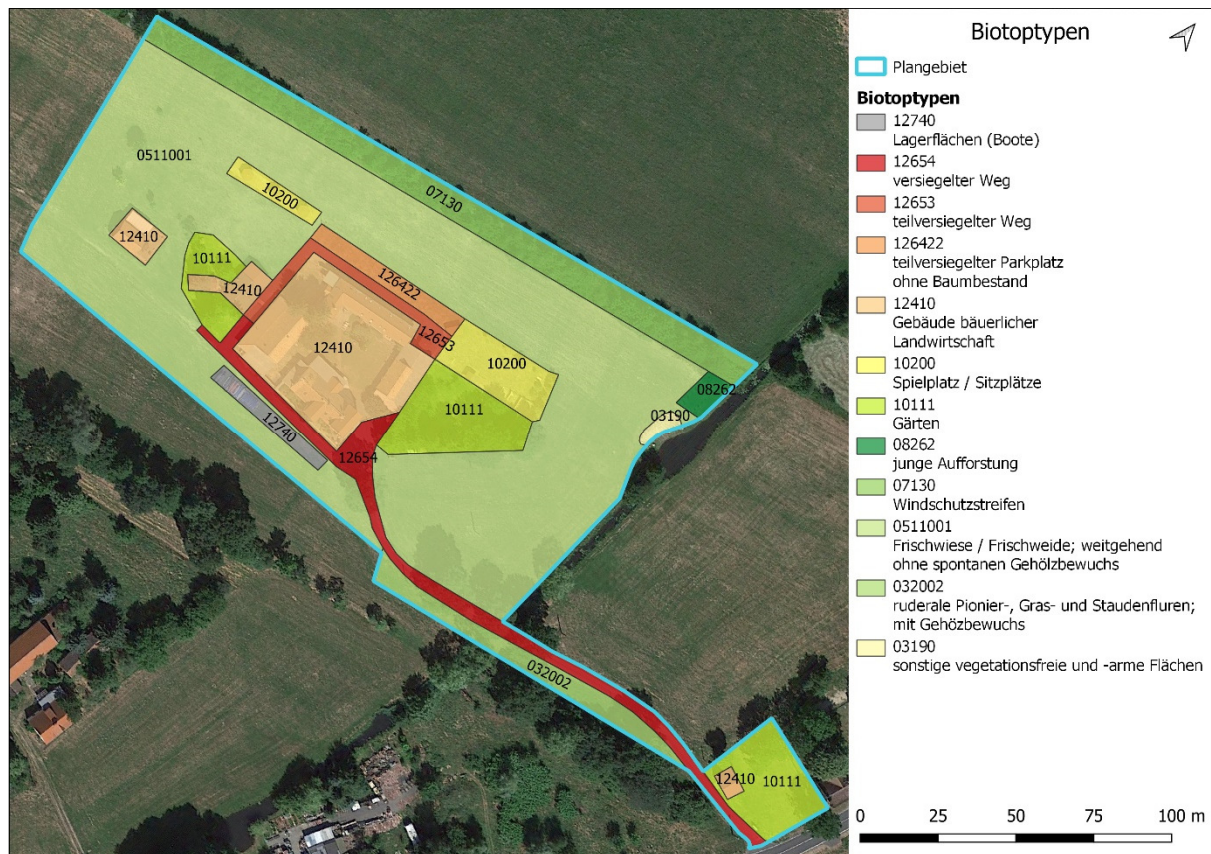 Biotoptypen
Plangebiet
Biotoptypen
12740
Lagerflächen (Boote)
12654
versiegelter Weg
12653
teilversiegelter Weg
126422
teilversiegelter Parkplatz
ohne Baumbestand
12410
Gebäude bäuerlicher
Landwirtschaft
10200
Spielplatz / Sitzplätze
10111
Gärten
08262
junge Aufforstung
07130
Windschutzstreifen
0511001
Frischwiese / Frischweide; weitgehend
ohne spontanen Gehölzbewuchs
032002
ruderale Pionier-, Gras- und Staudenfluren;
mit Gehözbewuchs
03190
sonstige vegetationsfreie und -arme Flächen
0 25 50 75 100 m
0511001
10200
07130
12410
10111
12410
126422
12653
12410
10200
10111
08262
03190
12740
12654
032002
12410
10111